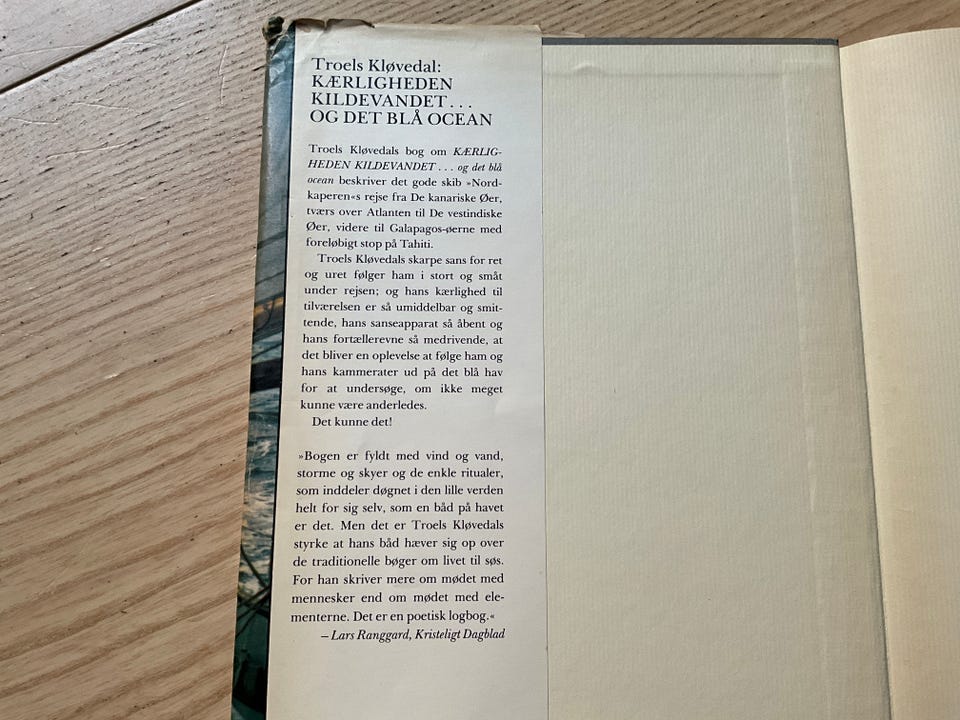 Troels Kløvedal:
KÆRLIGHEDEN
KILDEVANDET...
OG DET BLÅ OCEAN
Troels Kløvedals bog om KÆRLIG-
HEDEN KILDEVANDET... og det blå
ocean beskriver det gode skib »Nord-
kaperen«s rejse fra De kanariske Øer,
tværs over Atlanten til De vestindiske
Øer, videre til Galapagos-øerne med
foreløbigt stop på Tahiti.
Troels Kløvedals skarpe sans for ret
og uret følger ham i stort og småt
under rejsen; og hans kærlighed til
tilværelsen er så umiddelbar og smit-
tende, hans sanseapparat så åbent og
hans fortællerevne så medrivende, at
det bliver en oplevelse at følge ham og
hans kammerater ud på det blå hav
for at undersøge, om ikke meget
kunne være anderledes.
Det kunne det!
»Bogen er fyldt med vind og vand,
storme og skyer og de enkle ritualer,
som inddeler døgnet i den lille verden
helt for sig selv, som en båd på havet
er det. Men det er Troels Kløvedals
styrke at hans båd hæver sig op over
de traditionelle bøger om livet til søs.
For han skriver mere om mødet med
mennesker end om mødet med ele-
menterne. Det er en poetisk logbog.«
– Lars Ranggard, Kristeligt Dagblad